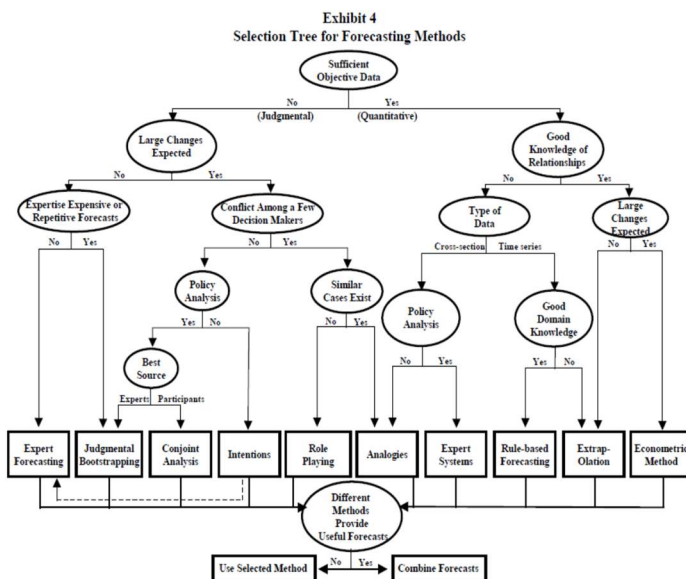 Exhibit 4
Selection Tree for Forecasting Methods
Sufficient
Objective Data
No Yes
(Judgmental) (Quantitative)
Large Changes
Expected
Good
Knowledge of
Relationships
No Yes
No Yes
Expertise Expensive or
Repetitive Forecasts
Conflict Among a Few
Decision Makers
Type of
Data
Large
Changes
Expected
No Yes
No Yes
Cross-section Time series
No Yes
Policy
Analysis
Similar
Cases Exist
Policy
Analysis
Good
Domain
Knowledge
Yes No
No Yes
No Yes
Yes No
Best
Source
Experts Participants
Expert
Forecasting
Judgmental
Bootstrapping
Conjoint
Analysis
Intentions
Role
Playing
Analogies
Expert
Systems
Rule-based
Forecasting
Extrap-
Olation
Econometric
Method
Different
Methods
Provide
Useful Forecasts
No Yes
Use Selected Method
Combine Forecasts